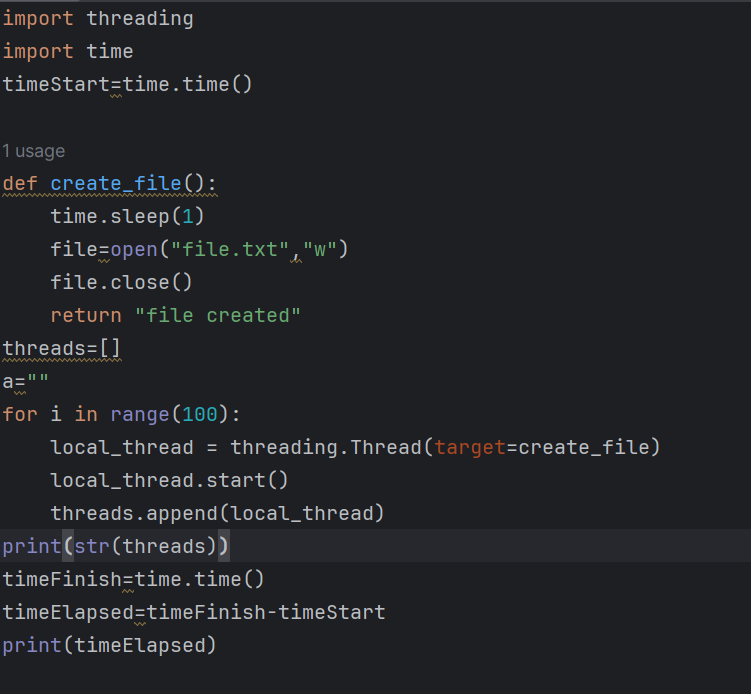 import threading
import time
timeStart=time.time()
1 usage
def create_file():
    time.sleep(1)
    file=open("file.txt","w")
    file.close()
    return "file created"
threads=[]
a=""
for i in range(100):
    local_thread = threading.Thread(target=create_file)
    local_thread.start()
    threads.append(local_thread)
print(str(threads))
timeFinish=time.time()
timeElapsed=timeFinish-timeStart
print(timeElapsed)